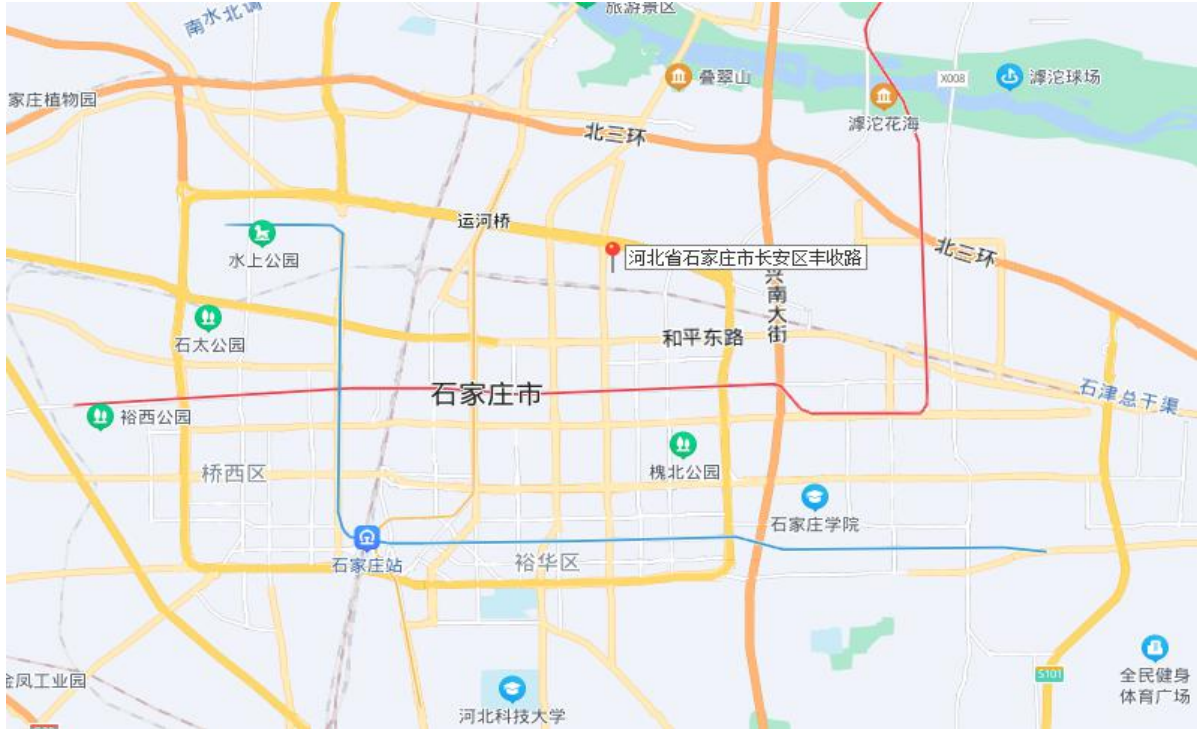 南水北调
旅游景区
叠翠山
X008
滹沱球场
家庄植物园
滹沱花海
北三环
运河桥
水上公园
河北省石家庄市长安区丰收路
北三环
兴南大街
石太公园
和平东路
石家庄市
石津总干渠
裕西公园
桥西区
槐北公园
石家庄学院
石家庄站
裕华区
金凤工业园
S101
全民健身
体育广场
河北科技大学